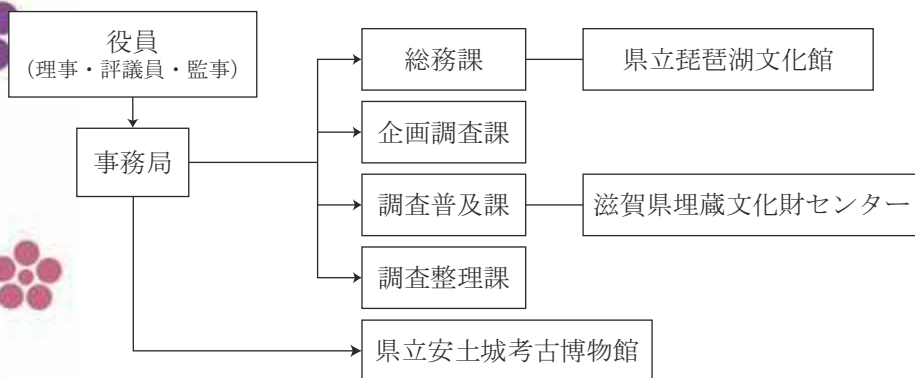 役員
（理事・評議員・監事）
総務課
県立琵琶湖文化館
企画調査課
事務局
調査普及課
滋賀県埋蔵文化財センター
調査整理課
県立安土城考古博物館